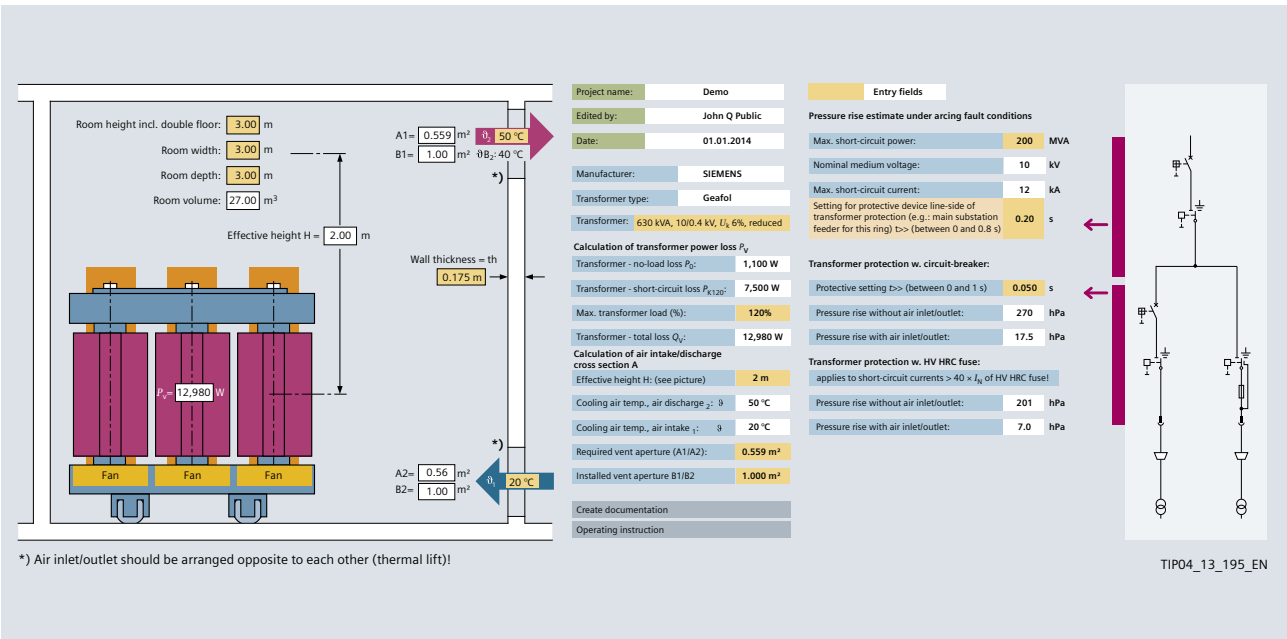 Room height incl. double floor: 3.00 m
Room width: 3.00 m
Room depth: 3.00 m
Room volume: 27.00 m³
Effective height H = 2.00 m
A1= 0.559 m² ϑ₂ 50 °C
B1= 1.00 m² ϑB₂: 40 °C
*)
Wall thickness = th
0.175 m
Pᵥ= 12,980 W
Fan Fan Fan
*)
A2= 0.56 m²
B2= 1.00 m²
ϑ₁ 20 °C
*) Air inlet/outlet should be arranged opposite to each other (thermal lift)!
Project name: Demo
Edited by: John Q Public
Date: 01.01.2014
Manufacturer: SIEMENS
Transformer type: Geafol
Transformer: 630 kVA, 10/0.4 kV, Uₖ 6%, reduced
Calculation of transformer power loss Pᵥ
Transformer - no-load loss P₀: 1,100 W
Transformer - short-circuit loss P_K120: 7,500 W
Max. transformer load (%): 120%
Transformer - total loss Qᵥ: 12,980 W
Calculation of air intake/discharge
cross section A
Effective height H: (see picture) 2 m
Cooling air temp., air discharge ₂: ϑ 50 °C
Cooling air temp., air intake ₁: ϑ 20 °C
Required vent aperture (A1/A2): 0.559 m²
Installed vent aperture B1/B2 1.000 m²
Create documentation
Operating instruction
Entry fields
Pressure rise estimate under arcing fault conditions
Max. short-circuit power: 200 MVA
Nominal medium voltage: 10 kV
Max. short-circuit current: 12 kA
Setting for protective device line-side of
transformer protection (e.g.: main substation
feeder for this ring) t>> (between 0 and 0.8 s)
0.20 s
Transformer protection w. circuit-breaker:
Protective setting t>> (between 0 and 1 s) 0.050 s
Pressure rise without air inlet/outlet: 270 hPa
Pressure rise with air inlet/outlet: 17.5 hPa
Transformer protection w. HV HRC fuse:
applies to short-circuit currents > 40 × I_N of HV HRC fuse!
Pressure rise without air inlet/outlet: 201 hPa
Pressure rise with air inlet/outlet: 7.0 hPa
TIP04_13_195_EN